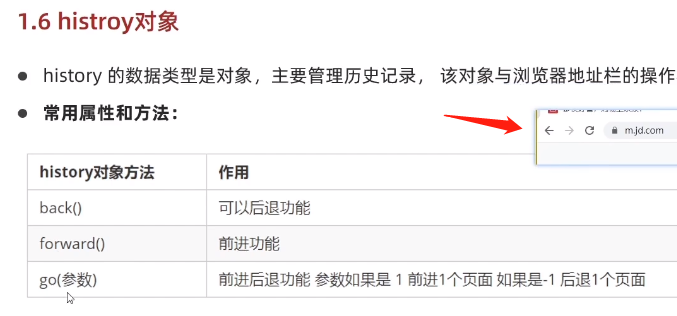 1.6 histroy对象
history 的数据类型是对象，主要管理历史记录， 该对象与浏览器地址栏的操作
常用属性和方法：
m.jd.com
history对象方法 作用
back() 可以后退功能
forward() 前进功能
go(参数) 前进后退功能 参数如果是 1 前进1个页面 如果是-1 后退1个页面